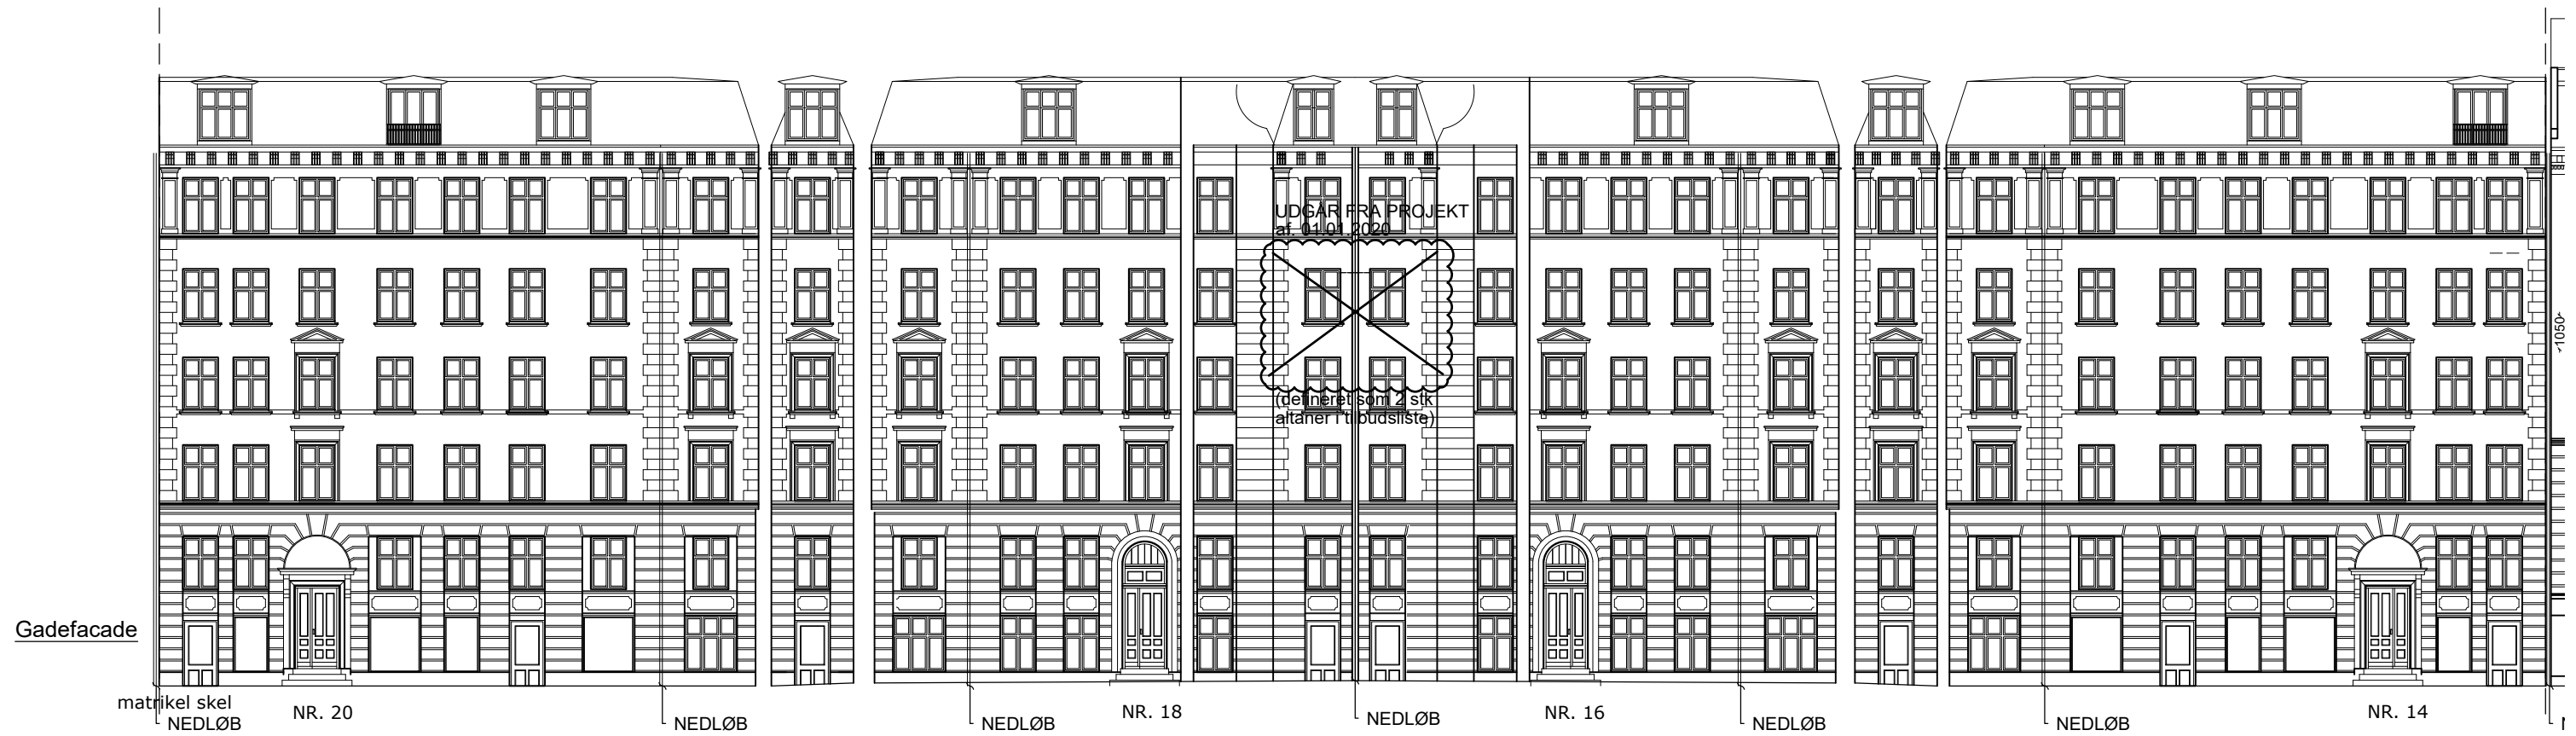 UDGÅR FRA PROJEKT
af. 01.01.2020
(defineret som 2 stk
altaner i tilbudsliste)
1050
Gadefacade
matrikel skel
NEDLØB
NR. 20
NEDLØB
NEDLØB
NR. 18
NEDLØB
NR. 16
NEDLØB
NEDLØB
NR. 14